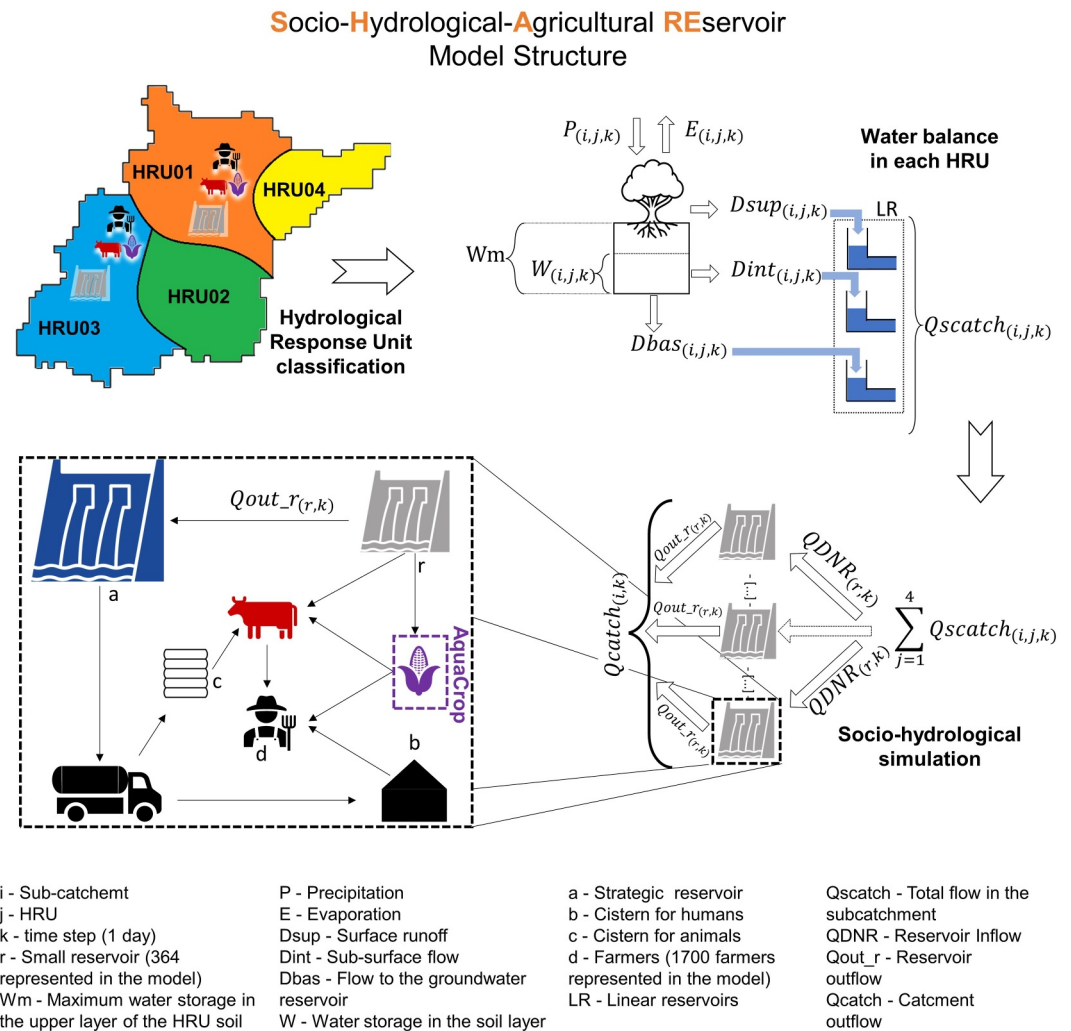 Socio-Hydrological-Agricultural REservoir
Model Structure
HRU01
HRU04
HRU02
HRU03
Hydrological
Response Unit
classification
P(i,j,k)
E(i,j,k)
Water balance
in each HRU
Dsup(i,j,k)
LR
Wm
W(i,j,k)
Dint(i,j,k)
Dbas(i,j,k)
Qscatch(i,j,k)
Qout_r(r,k)
a
r
c
AquaCrop
d
b
Qcatch(i,k)
Qout_r(r,k)
Qout_r(r,k)
Qout_r(r,k)
[...]
[...]
QDNR(r,k)
QDNR(r,k)
4
∑ Qscatch(i,j,k)
j=1
Socio-hydrological
simulation
i - Sub-catchemt
j - HRU
k - time step (1 day)
r - Small reservoir (364
represented in the model)
Wm - Maximum water storage in
the upper layer of the HRU soil
P - Precipitation
E - Evaporation
Dsup - Surface runoff
Dint - Sub-surface flow
Dbas - Flow to the groundwater
reservoir
W - Water storage in the soil layer
a - Strategic reservoir
b - Cistern for humans
c - Cistern for animals
d - Farmers (1700 farmers
represented in the model)
LR - Linear reservoirs
Qscatch - Total flow in the
subcatchment
QDNR - Reservoir Inflow
Qout_r - Reservoir
outflow
Qcatch - Catcment
outflow